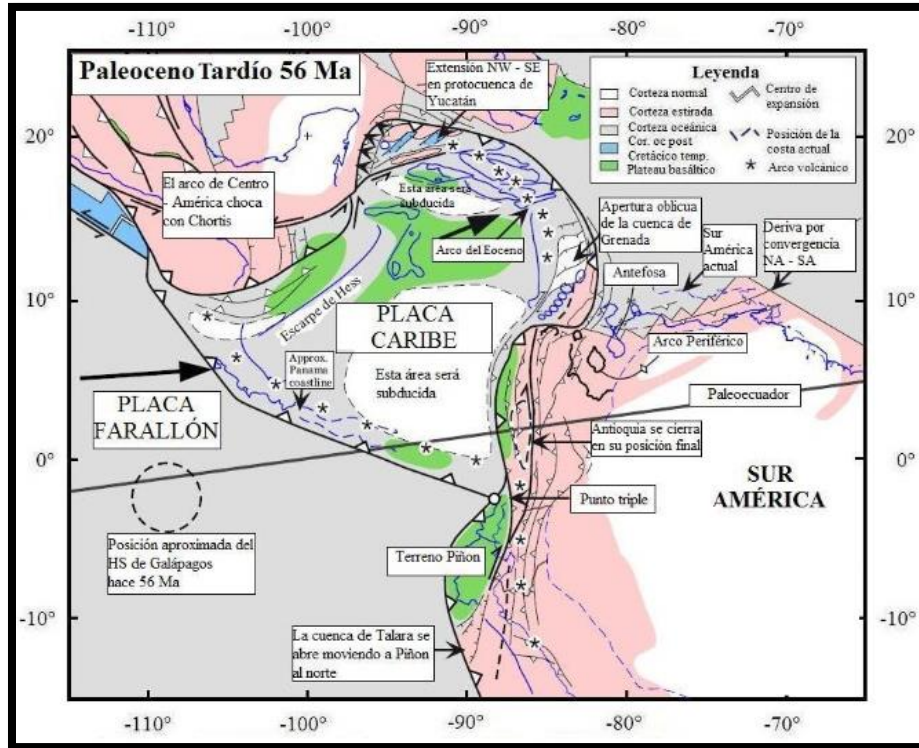 -110°
-100°
-90°
-80°
-70°
Paleoceno Tardío 56 Ma
Extensión NW - SE
en protocuenca de
Yucatán
Leyenda
Corteza normal
Corteza estirada
Corteza oceánica
Cor. oc post
Cretácico temp.
Plateau basáltico
Centro de
expansión
Posición de la
costa actual
Arco volcánico
20°
20°
El arco de Centro
- América choca
con Chortís
Esta área será
subducida
Arco del Eoceno
Apertura oblicua
de la cuenca de
Grenada
Sur
América
actual
Deriva por
convergencia
NA - SA
Antefosa
10°
10°
Escarpe de Hess
PLACA
CARIBE
Arco Periférico
Approx.
Panama
coastline
Esta área será
subducida
Paleoecuador
PLACA
FARALLÓN
Antioquia se cierra
en su posición final
0°
0°
SUR
AMÉRICA
Punto triple
Posición aproximada del
HS de Galápagos
hace 56 Ma
Terreno Piñon
-10°
-10°
La cuenca de Talara se
abre moviendo a Piñon
al norte
-110°
-100°
-90°
-80°
-70°